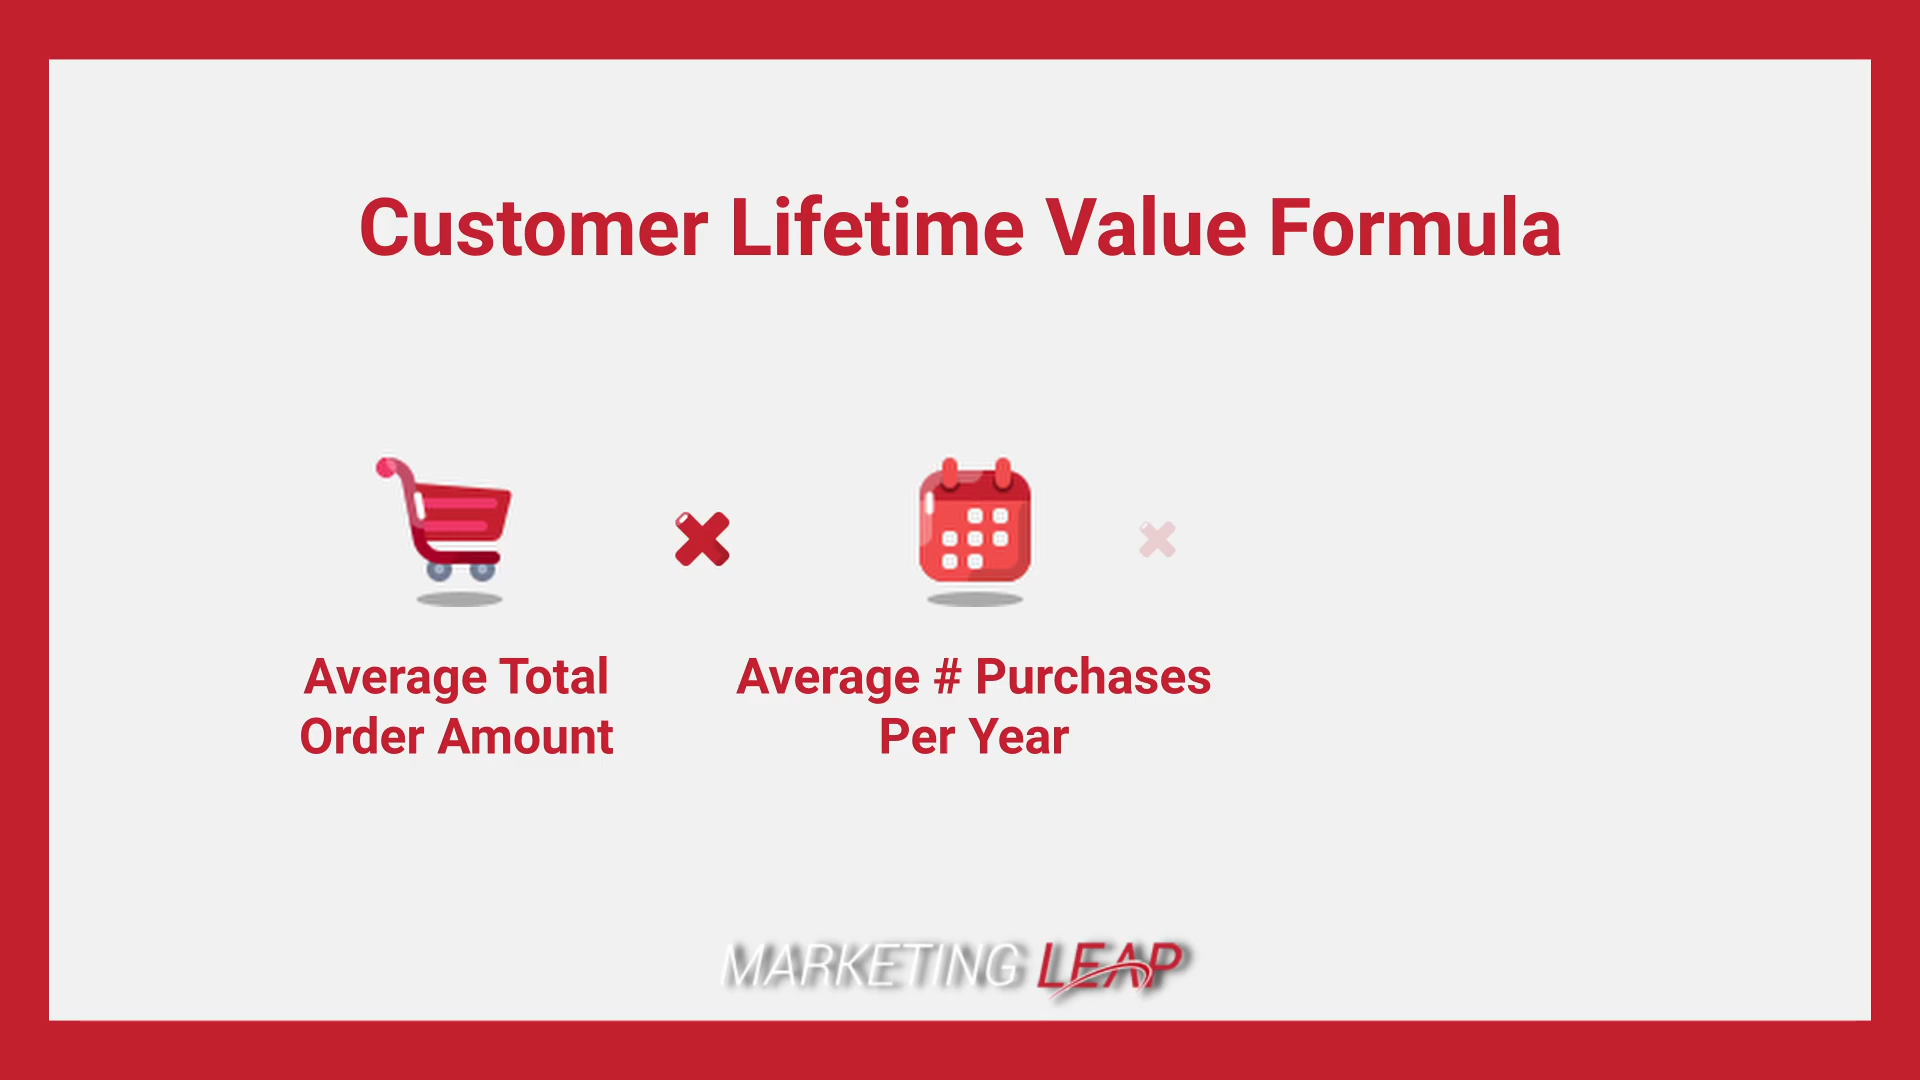 Customer Lifetime Value Formula
Average Total
Order Amount
Average # Purchases
Per Year
MARKETING LEAP